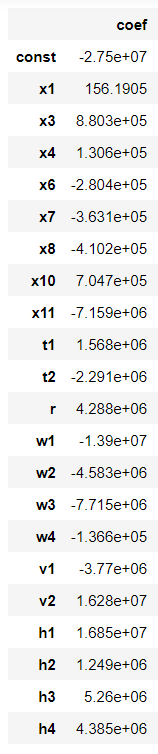 coef
const -2.75e+07
x1 156.1905
x3 8.803e+05
x4 1.306e+05
x6 -2.804e+05
x7 -3.631e+05
x8 -4.102e+05
x10 7.047e+05
x11 -7.159e+06
t1 1.568e+06
t2 -2.291e+06
r 4.288e+06
w1 -1.39e+07
w2 -4.583e+06
w3 -7.715e+06
w4 -1.366e+05
v1 -3.77e+06
v2 1.628e+07
h1 1.685e+07
h2 1.249e+06
h3 5.26e+06
h4 4.385e+06